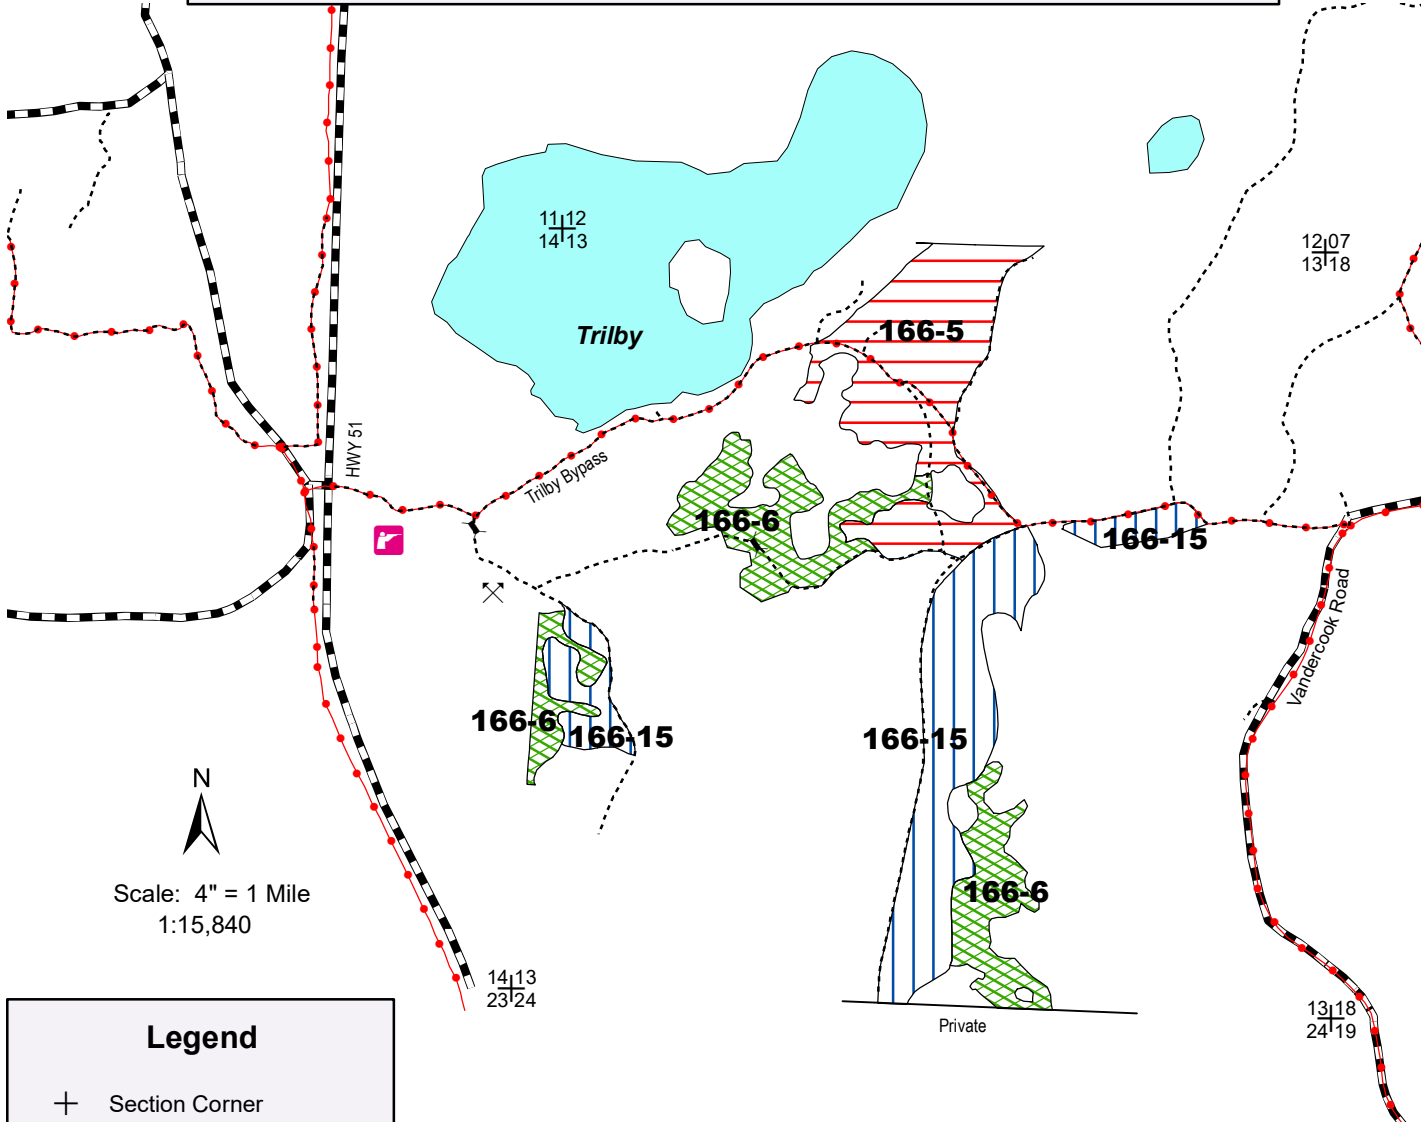 11 12
14 13
12 07
13 18
Trilby
166-5
HWY 51
Trilby Bypass
166-6
166-15
Vandercook Road
166-6
166-15
166-15
N
Scale: 4" = 1 Mile
1:15,840
166-6
14 13
23 24
Private
13 18
24 19
Legend
Section Corner